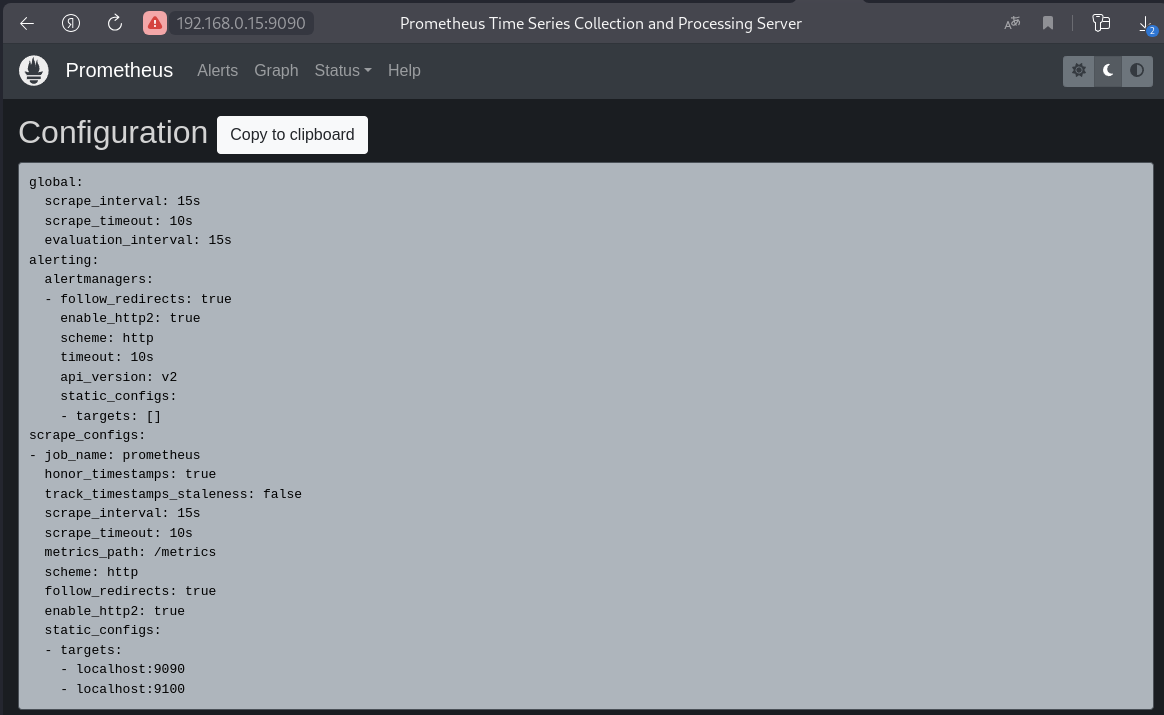 192.168.0.15:9090 Prometheus Time Series Collection and Processing Server 2
Prometheus Alerts Graph Status Help
Configuration Copy to clipboard
global:
  scrape_interval: 15s
  scrape_timeout: 10s
  evaluation_interval: 15s
alerting:
  alertmanagers:
  - follow_redirects: true
    enable_http2: true
    scheme: http
    timeout: 10s
    api_version: v2
    static_configs:
    - targets: []
scrape_configs:
- job_name: prometheus
  honor_timestamps: true
  track_timestamps_staleness: false
  scrape_interval: 15s
  scrape_timeout: 10s
  metrics_path: /metrics
  scheme: http
  follow_redirects: true
  enable_http2: true
  static_configs:
  - targets:
    - localhost:9090
    - localhost:9100